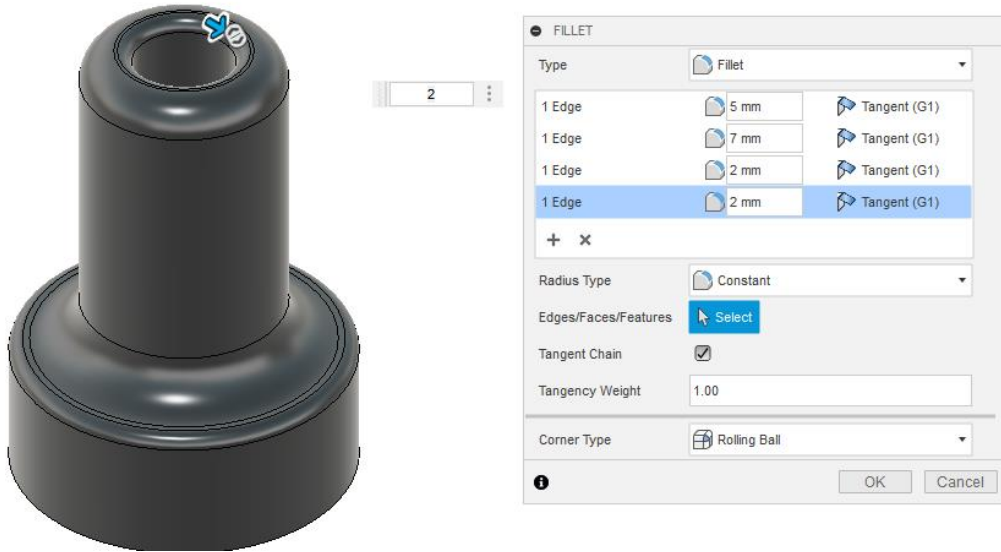 2
FILLET
Type Fillet
1 Edge 5 mm Tangent (G1)
1 Edge 7 mm Tangent (G1)
1 Edge 2 mm Tangent (G1)
1 Edge 2 mm Tangent (G1)
Radius Type Constant
Edges/Faces/Features Select
Tangent Chain
Tangency Weight 1.00
Corner Type Rolling Ball
OK Cancel